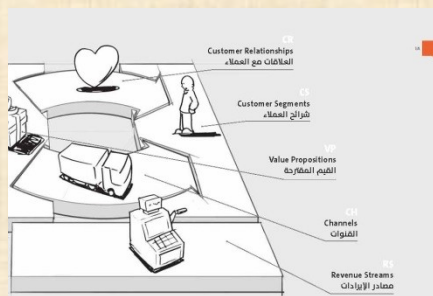 CR
Customer Relationships
العلاقات مع العملاء
CS
Customer Segments
شرائح العملاء
VP
Value Propositions
القيم المقترحة
CH
Channels
القنوات
RS
Revenue Streams
مصادر الإيرادات